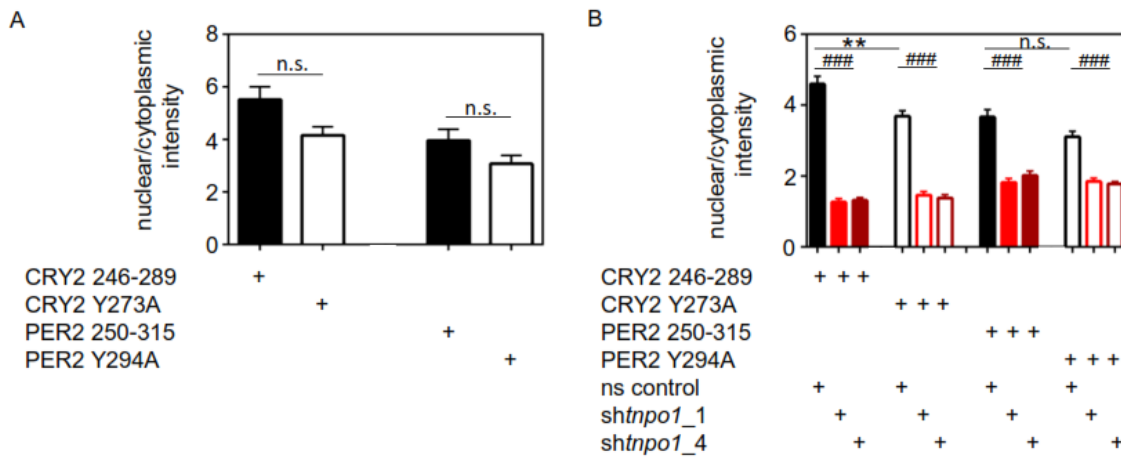 A
nuclear/cytoplasmic
intensity
8
6
4
2
0
n.s.
n.s.
CRY2 246-289 +
CRY2 Y273A +
PER2 250-315 +
PER2 Y294A +
B
nuclear/cytoplasmic
intensity
6
4
2
0
** n.s.
### ### ### ###
CRY2 246-289 + + +
CRY2 Y273A + + +
PER2 250-315 + + +
PER2 Y294A + + +
ns control + + + +
shtnpo1_1 + + + +
shtnpo1_4 + + + +